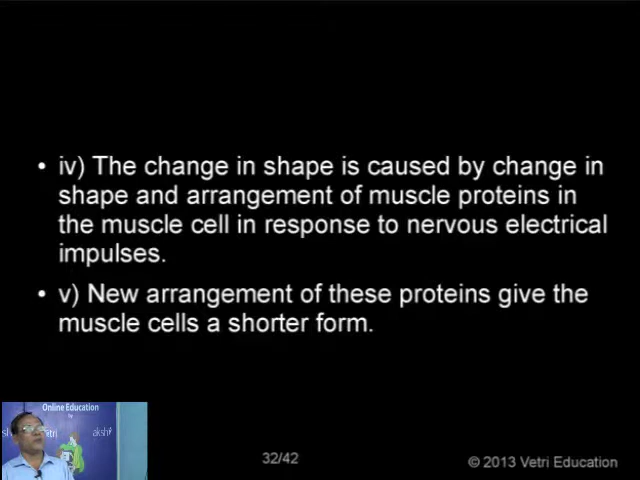 • iv) The change in shape is caused by change in
shape and arrangement of muscle proteins in
the muscle cell in response to nervous electrical
impulses.
• v) New arrangement of these proteins give the
muscle cells a shorter form.
Online Education
by
akshi
32/42
© 2013 Vetri Education